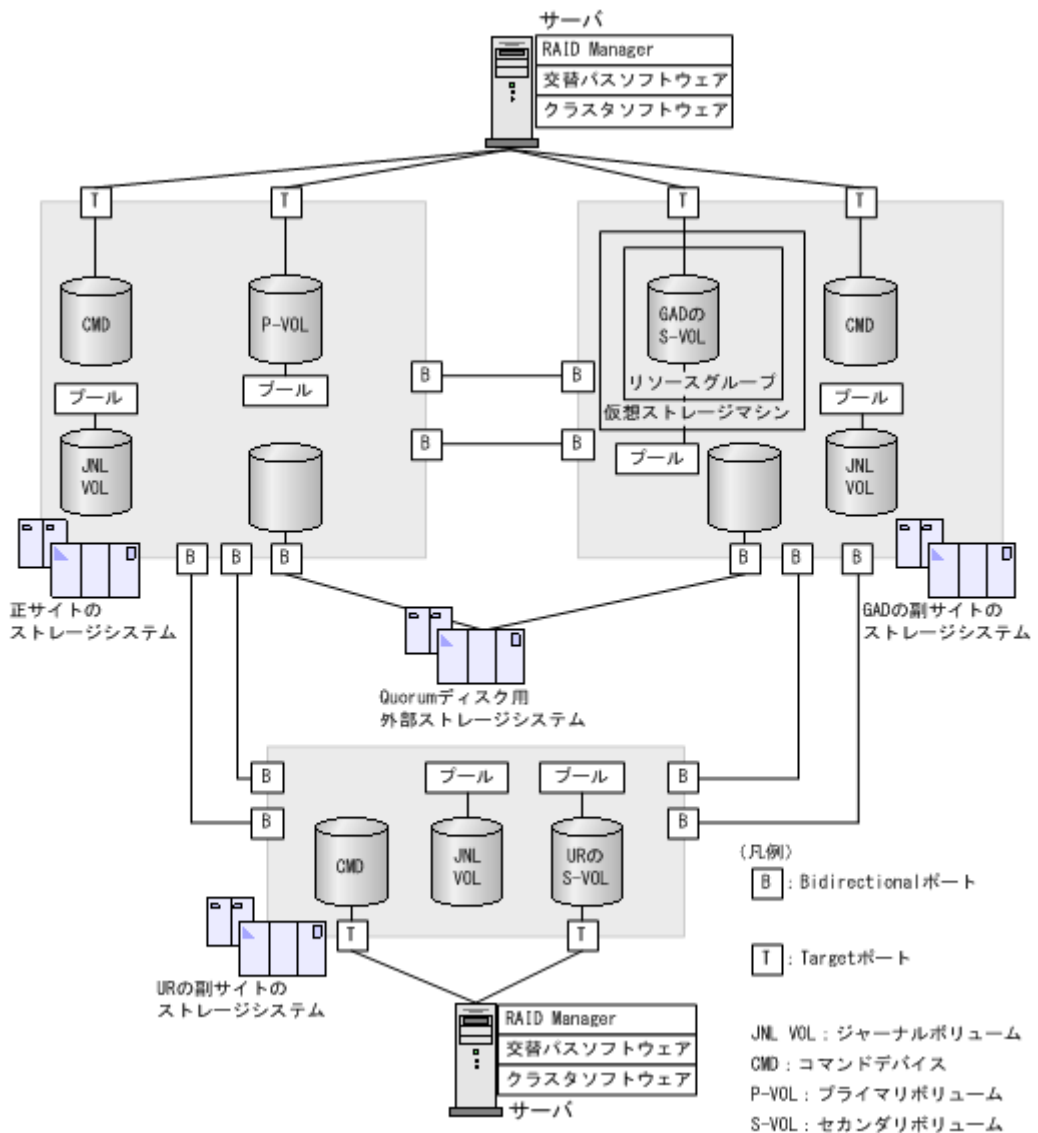 サーバ
RAID Manager
交替パスソフトウェア
クラスタソフトウェア
T
T
T
T
CMD
P-VOL
GADの
S-VOL
CMD
リソースグループ
仮想ストレージマシン
プール
プール
プール
プール
B
B
B
B
JNL
VOL
JNL
VOL
B
B
B
B
B
B
正サイトの
ストレージシステム
GADの副サイトの
ストレージシステム
Quorumディスク用
外部ストレージシステム
B
B
B
B
プール
プール
CMD
JNL
VOL
URの
S-VOL
T
T
URの副サイトの
ストレージシステム
RAID Manager
交替パスソフトウェア
クラスタソフトウェア
サーバ
(凡例)
B : Bidirectionalポート
T : Targetポート
JNL VOL : ジャーナルボリューム
CMD : コマンドデバイス
P-VOL : プライマリボリューム
S-VOL : セカンダリボリューム